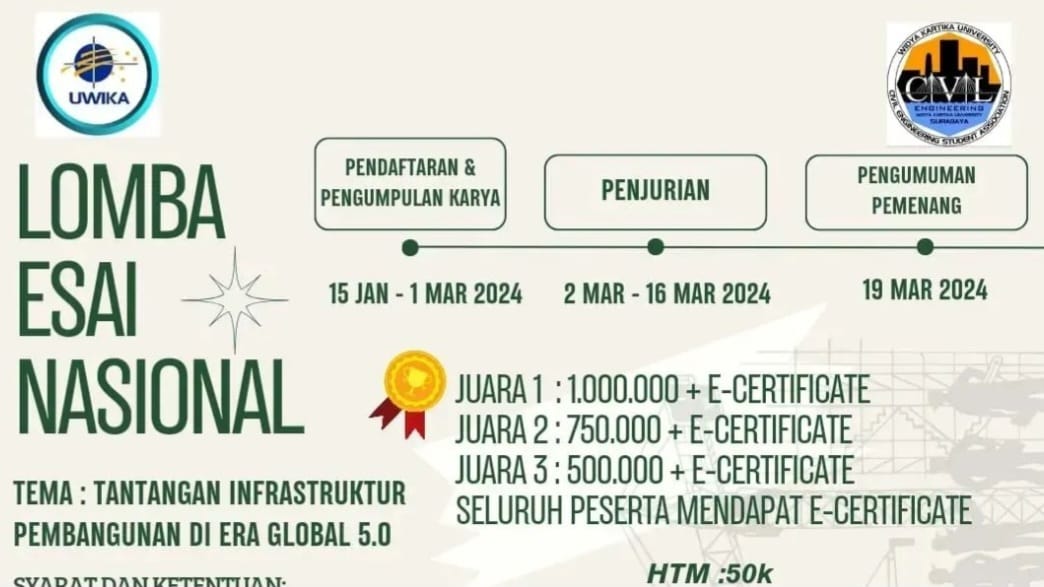 UWIKA
WIDYA KARTIKA UNIVERSITY
CIVIL
ENGINEERING
WIDYA KARTIKA UNIVERSITY
SURABAYA
CIVIL ENGINEERING STUDENT ASSOCIATION
LOMBA
ESAI
NASIONAL
TEMA : TANTANGAN INFRASTRUKTUR
PEMBANGUNAN DI ERA GLOBAL 5.0
SYARAT DAN KETENTUAN:
PENDAFTARAN &
PENGUMPULAN KARYA
15 JAN - 1 MAR 2024
PENJURIAN
2 MAR - 16 MAR 2024
PENGUMUMAN
PEMENANG
19 MAR 2024
JUARA 1 : 1.000.000 + E-CERTIFICATE
JUARA 2 : 750.000 + E-CERTIFICATE
JUARA 3 : 500.000 + E-CERTIFICATE
SELURUH PESERTA MENDAPAT E-CERTIFICATE
HTM :50k